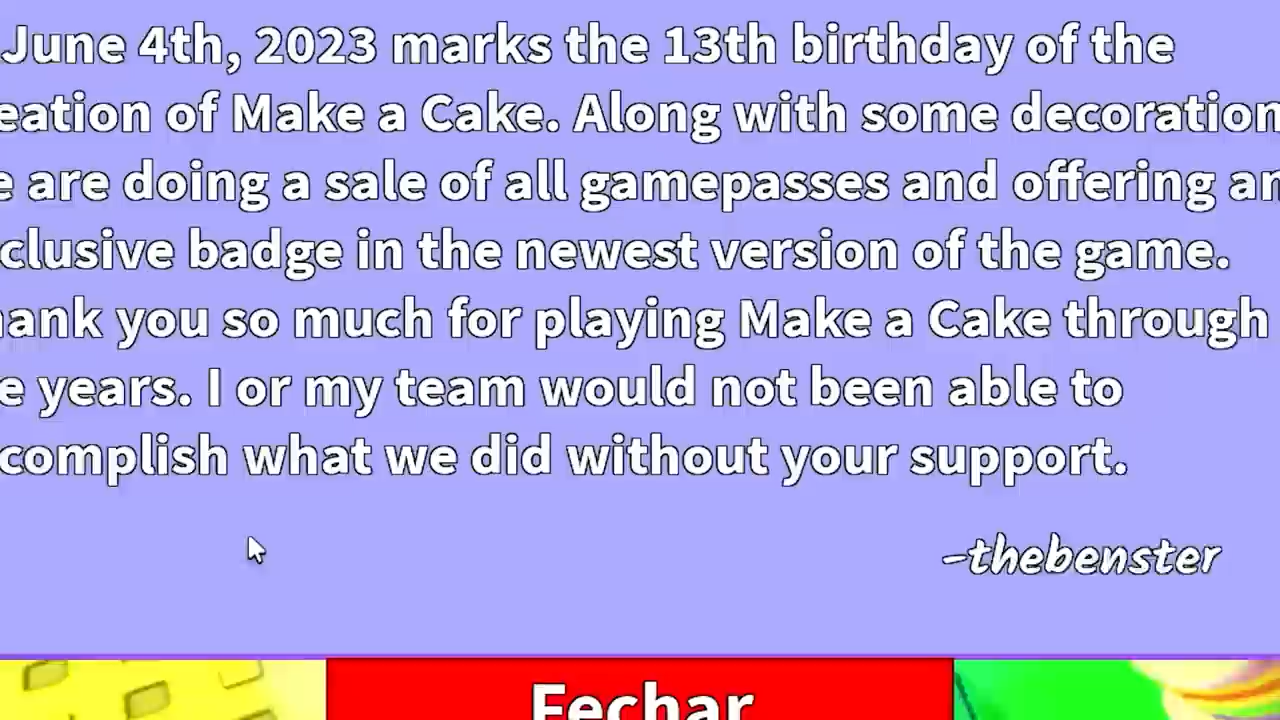 June 4th, 2023 marks the 13th birthday of the
eation of Make a Cake. Along with some decoration
e are doing a sale of all gamepasses and offering an
clusive badge in the newest version of the game.
ank you so much for playing Make a Cake through
e years. I or my team would not been able to
complish what we did without your support.
-thebenster
Fechar